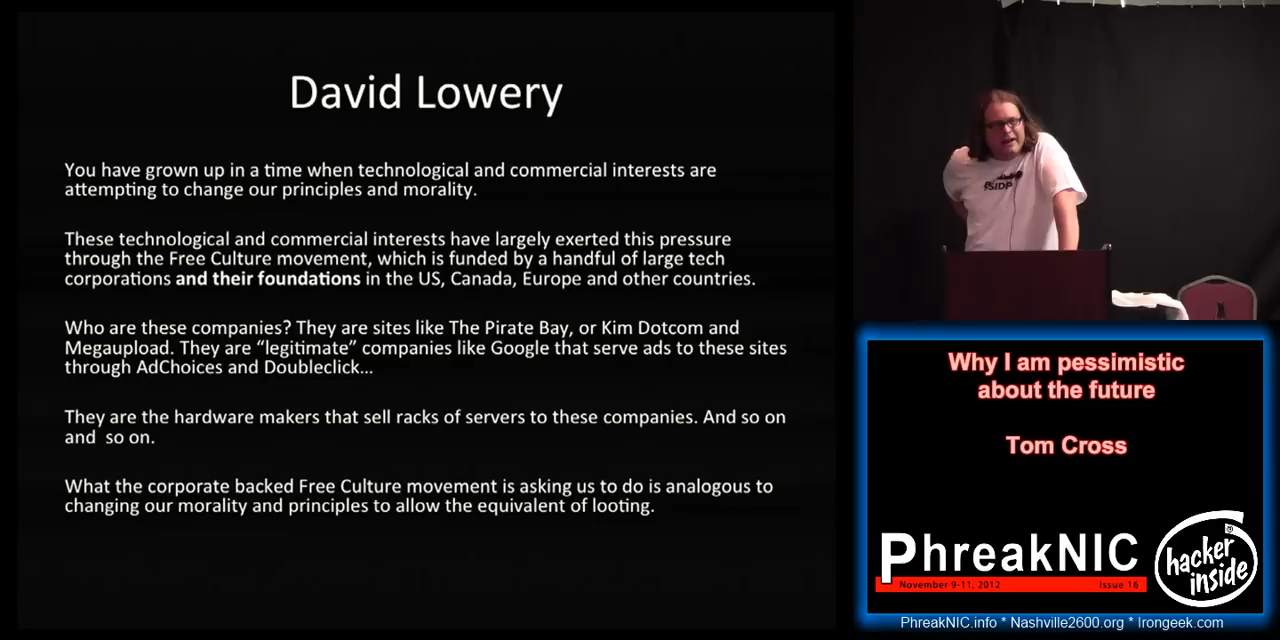 David Lowery
You have grown up in a time when technological and commercial interests are
attempting to change our principles and morality.
These technological and commercial interests have largely exerted this pressure
through the Free Culture movement, which is funded by a handful of large tech
corporations and their foundations in the US, Canada, Europe and other countries.
Who are these companies? They are sites like The Pirate Bay, or Kim Dotcom and
Megaupload. They are “legitimate” companies like Google that serve ads to these sites
through AdChoices and Doubleclick...
They are the hardware makers that sell racks of servers to these companies. And so on
and  so on.
What the corporate backed Free Culture movement is asking us to do is analogous to
changing our morality and principles to allow the equivalent of looting.
SIDP
Why I am pessimistic
about the future
Tom Cross
PhreakNIC
November 9-11, 2012 Issue 16
hacker
inside
PhreakNIC.info * Nashville2600.org * Irongeek.com